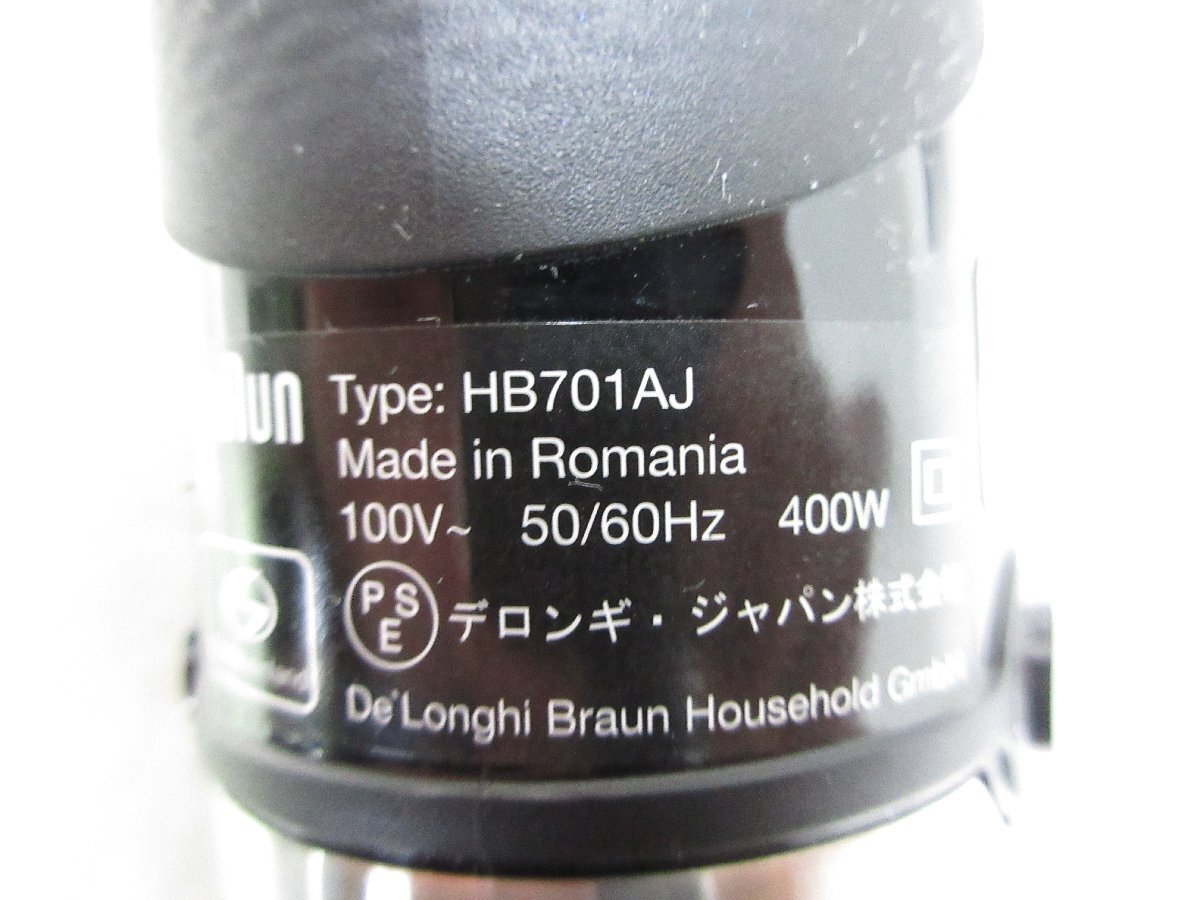 Type: HB701AJ
Made in Romania
100V~ 50/60Hz 400W
PSE デロンギ・ジャパン株式会社
De'Longhi Braun Household GmbH